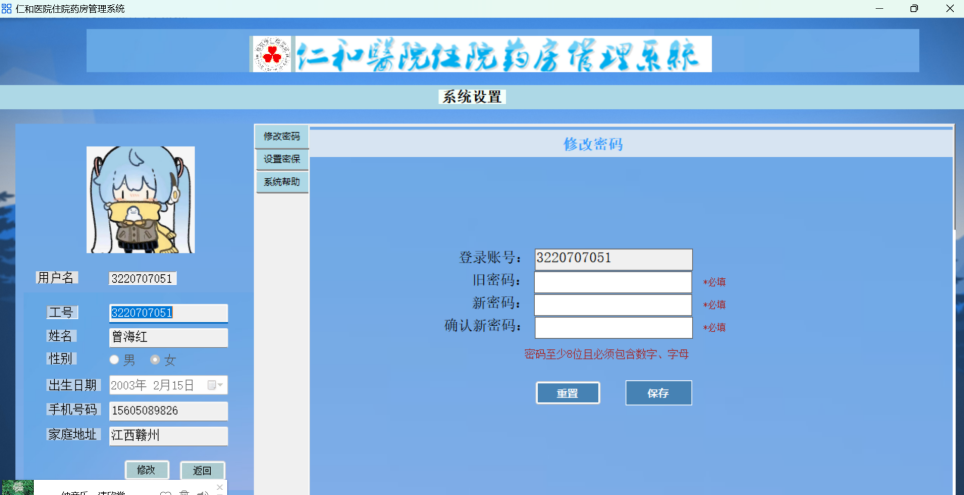 仁和医院住院药房管理系统
仁和醫院住院药房管理系統
系统设置
修改密码
设置密保
系统帮助
修改密码
登录账号： 3220707051
旧密码： *必填
新密码： *必填
确认新密码： *必填
密码至少8位且必须包含数字、字母
重置 保存
用户名 3220707051
工号 3220707051
姓名 曾海红
性别 男 女
出生日期 2003年 2月15日
手机号码 15605089826
家庭地址 江西赣州
修改 返回